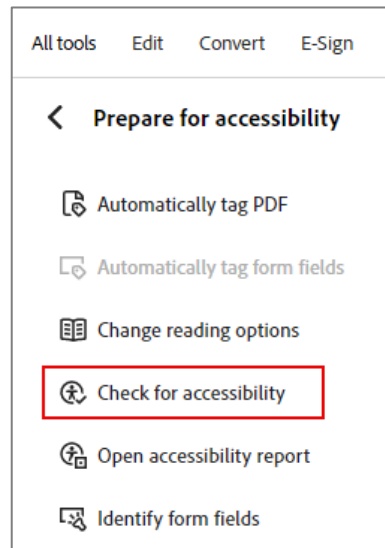 All tools Edit Convert E-Sign
Prepare for accessibility
Automatically tag PDF
Automatically tag form fields
Change reading options
Check for accessibility
Open accessibility report
Identify form fields